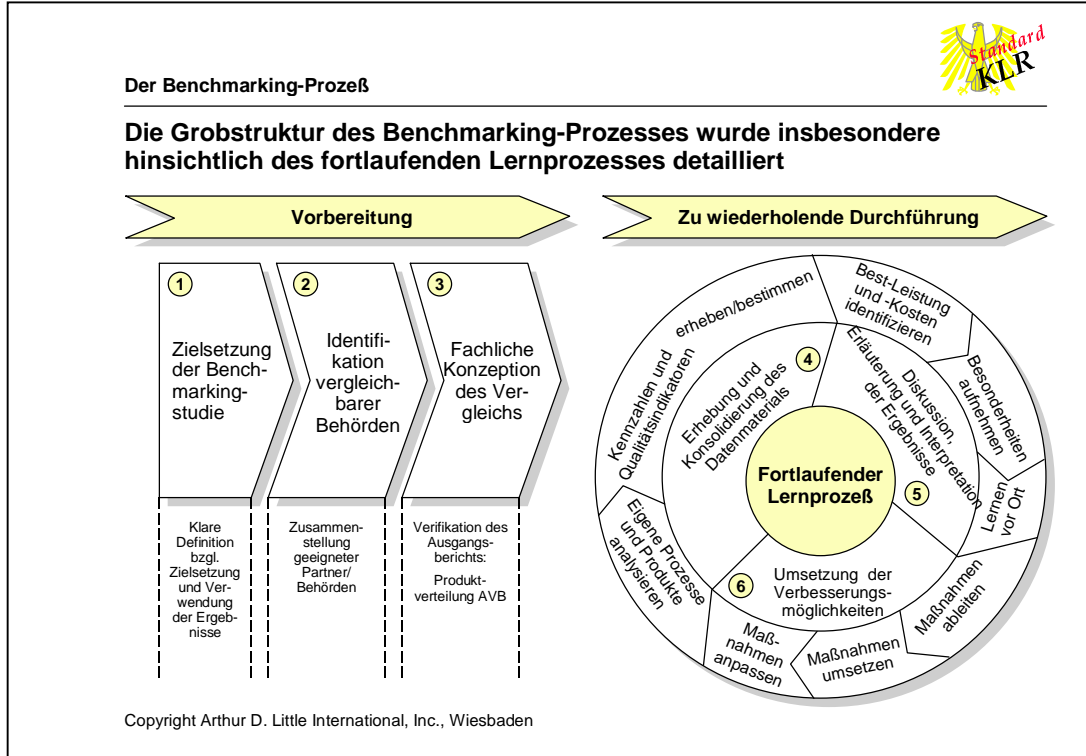 Standard
KLR
Der Benchmarking-Prozeß
Die Grobstruktur des Benchmarking-Prozesses wurde insbesondere
hinsichtlich des fortlaufenden Lernprozesses detailliert
Vorbereitung
1
Zielsetzung
der Bench-
marking-
studie
2
Identifi-
kation
vergleich-
barer
Behörden
3
Fachliche
Konzeption
des Ver-
gleichs
Klare
Definition
bzgl.
Zielsetzung
und Ver-
wendung
der Ergeb-
nisse
Zusammen-
stellung
geeigneter
Partner/
Behörden
Verifikation des
Ausgangs-
berichts:
Produkt-
verteilung AVB
Zu wiederholende Durchführung
Kennzahlen und
Qualitätsindikatoren
erheben/bestimmen
Best-Leistung
und -Kosten
identifizieren
Besonderheiten
aufnehmen
Lernen
vor Ort
Maßnahmen
ableiten
Maßnahmen
umsetzen
Maß-
nahmen
anpassen
Eigene Prozesse
und Produkte
analysieren
4
Erhebung und
Konsolidierung des
Datenmaterials
Diskussion,
Erläuterung und Interpretation
der Ergebnisse
5
6
Umsetzung der
Verbesserungs-
möglichkeiten
Fortlaufender
Lernprozeß
Copyright Arthur D. Little International, Inc., Wiesbaden